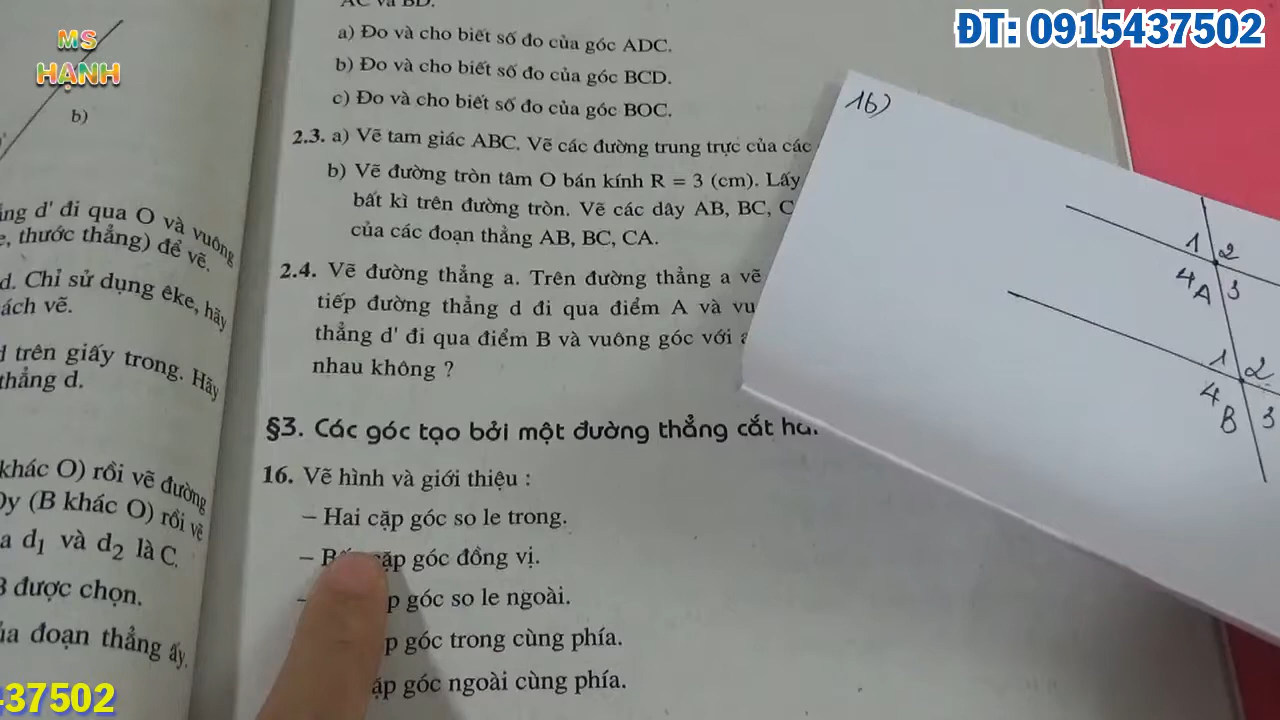 ĐT: 0915437502
MS
HẠNH
b)
d' đi qua O và vuông
thước thẳng) để vẽ.
d. Chỉ sử dụng êke, hãy
ách vẽ.
trên giấy trong. Hãy
thẳng d.
khác O) rồi vẽ đường
Oy (B khác O) rồi vẽ
d₁ và d₂ là C.
được chọn.
đoạn thẳng ấy.
AC và BD.
a) Đo và cho biết số đo của góc ADC.
b) Đo và cho biết số đo của góc BCD.
c) Đo và cho biết số đo của góc BOC.
2.3. a) Vẽ tam giác ABC. Vẽ các đường trung trực của các
b) Vẽ đường tròn tâm O bán kính R = 3 (cm). Lấy
bất kì trên đường tròn. Vẽ các dây AB, BC, C
của các đoạn thẳng AB, BC, CA.
2.4. Vẽ đường thẳng a. Trên đường thẳng a vẽ
tiếp đường thẳng d đi qua điểm A và vu
thẳng d' đi qua điểm B và vuông góc với a
nhau không ?
§3. Các góc tạo bởi một đường thẳng cắt
16. Vẽ hình và giới thiệu :
– Hai cặp góc so le trong.
– cặp góc đồng vị.
góc so le ngoài.
góc trong cùng phía.
góc ngoài cùng phía.
16)
1 2
4 A 3
1 2
4 B 3
37502